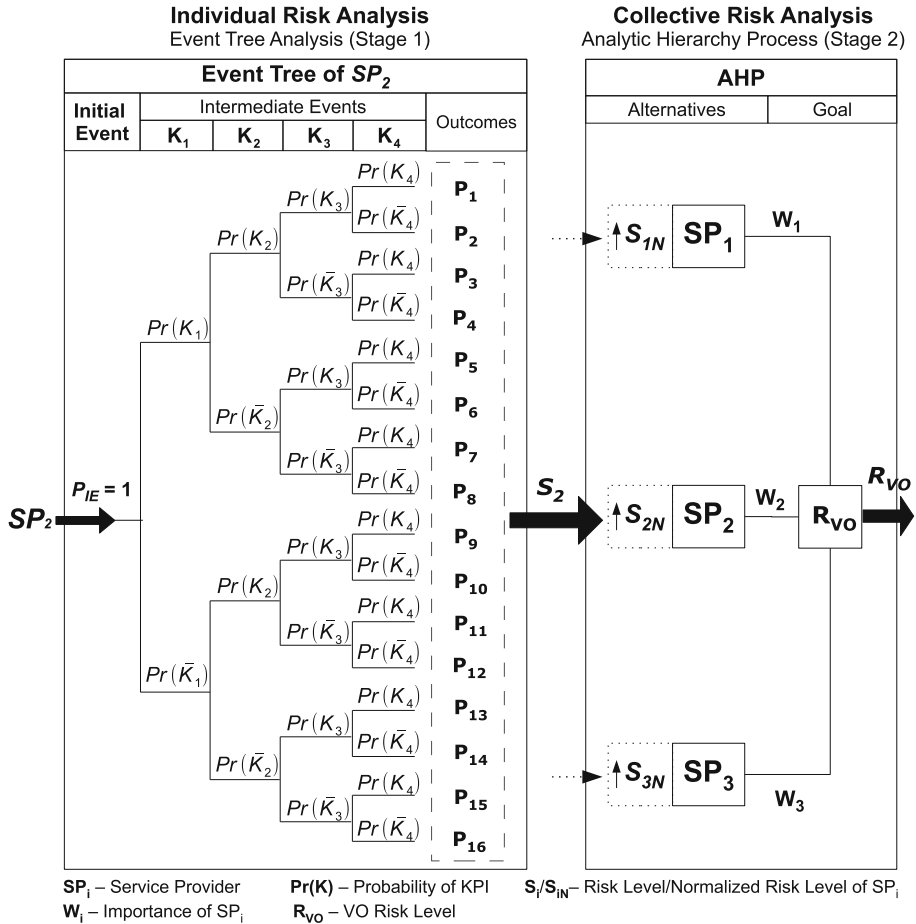 Individual Risk Analysis
Event Tree Analysis (Stage 1)
Event Tree of SP₂
Initial Event
Intermediate Events
K₁ K₂ K₃ K₄
Outcomes
SP₂
P_IE = 1
Pr(K₁)
Pr(K̄₁)
Pr(K₂)
Pr(K̄₂)
Pr(K₂)
Pr(K̄₂)
Pr(K₃)
Pr(K̄₃)
Pr(K₃)
Pr(K̄₃)
Pr(K₃)
Pr(K̄₃)
Pr(K₃)
Pr(K̄₃)
Pr(K₄) P₁
Pr(K̄₄) P₂
Pr(K₄) P₃
Pr(K̄₄) P₄
Pr(K₄) P₅
Pr(K̄₄) P₆
Pr(K₄) P₇
Pr(K̄₄) P₈
Pr(K₄) P₉
Pr(K̄₄) P₁₀
Pr(K₄) P₁₁
Pr(K̄₄) P₁₂
Pr(K₄) P₁₃
Pr(K̄₄) P₁₄
Pr(K₄) P₁₅
Pr(K̄₄) P₁₆
S₂
Collective Risk Analysis
Analytic Hierarchy Process (Stage 2)
AHP
Alternatives Goal
↑ S₁N SP₁ W₁
↑ S₂N SP₂ W₂ R_VO R_VO
↑ S₃N SP₃ W₃
SPᵢ – Service Provider Pr(K) – Probability of KPI Sᵢ/SᵢN– Risk Level/Normalized Risk Level of SPᵢ
Wᵢ – Importance of SPᵢ R_VO – VO Risk Level